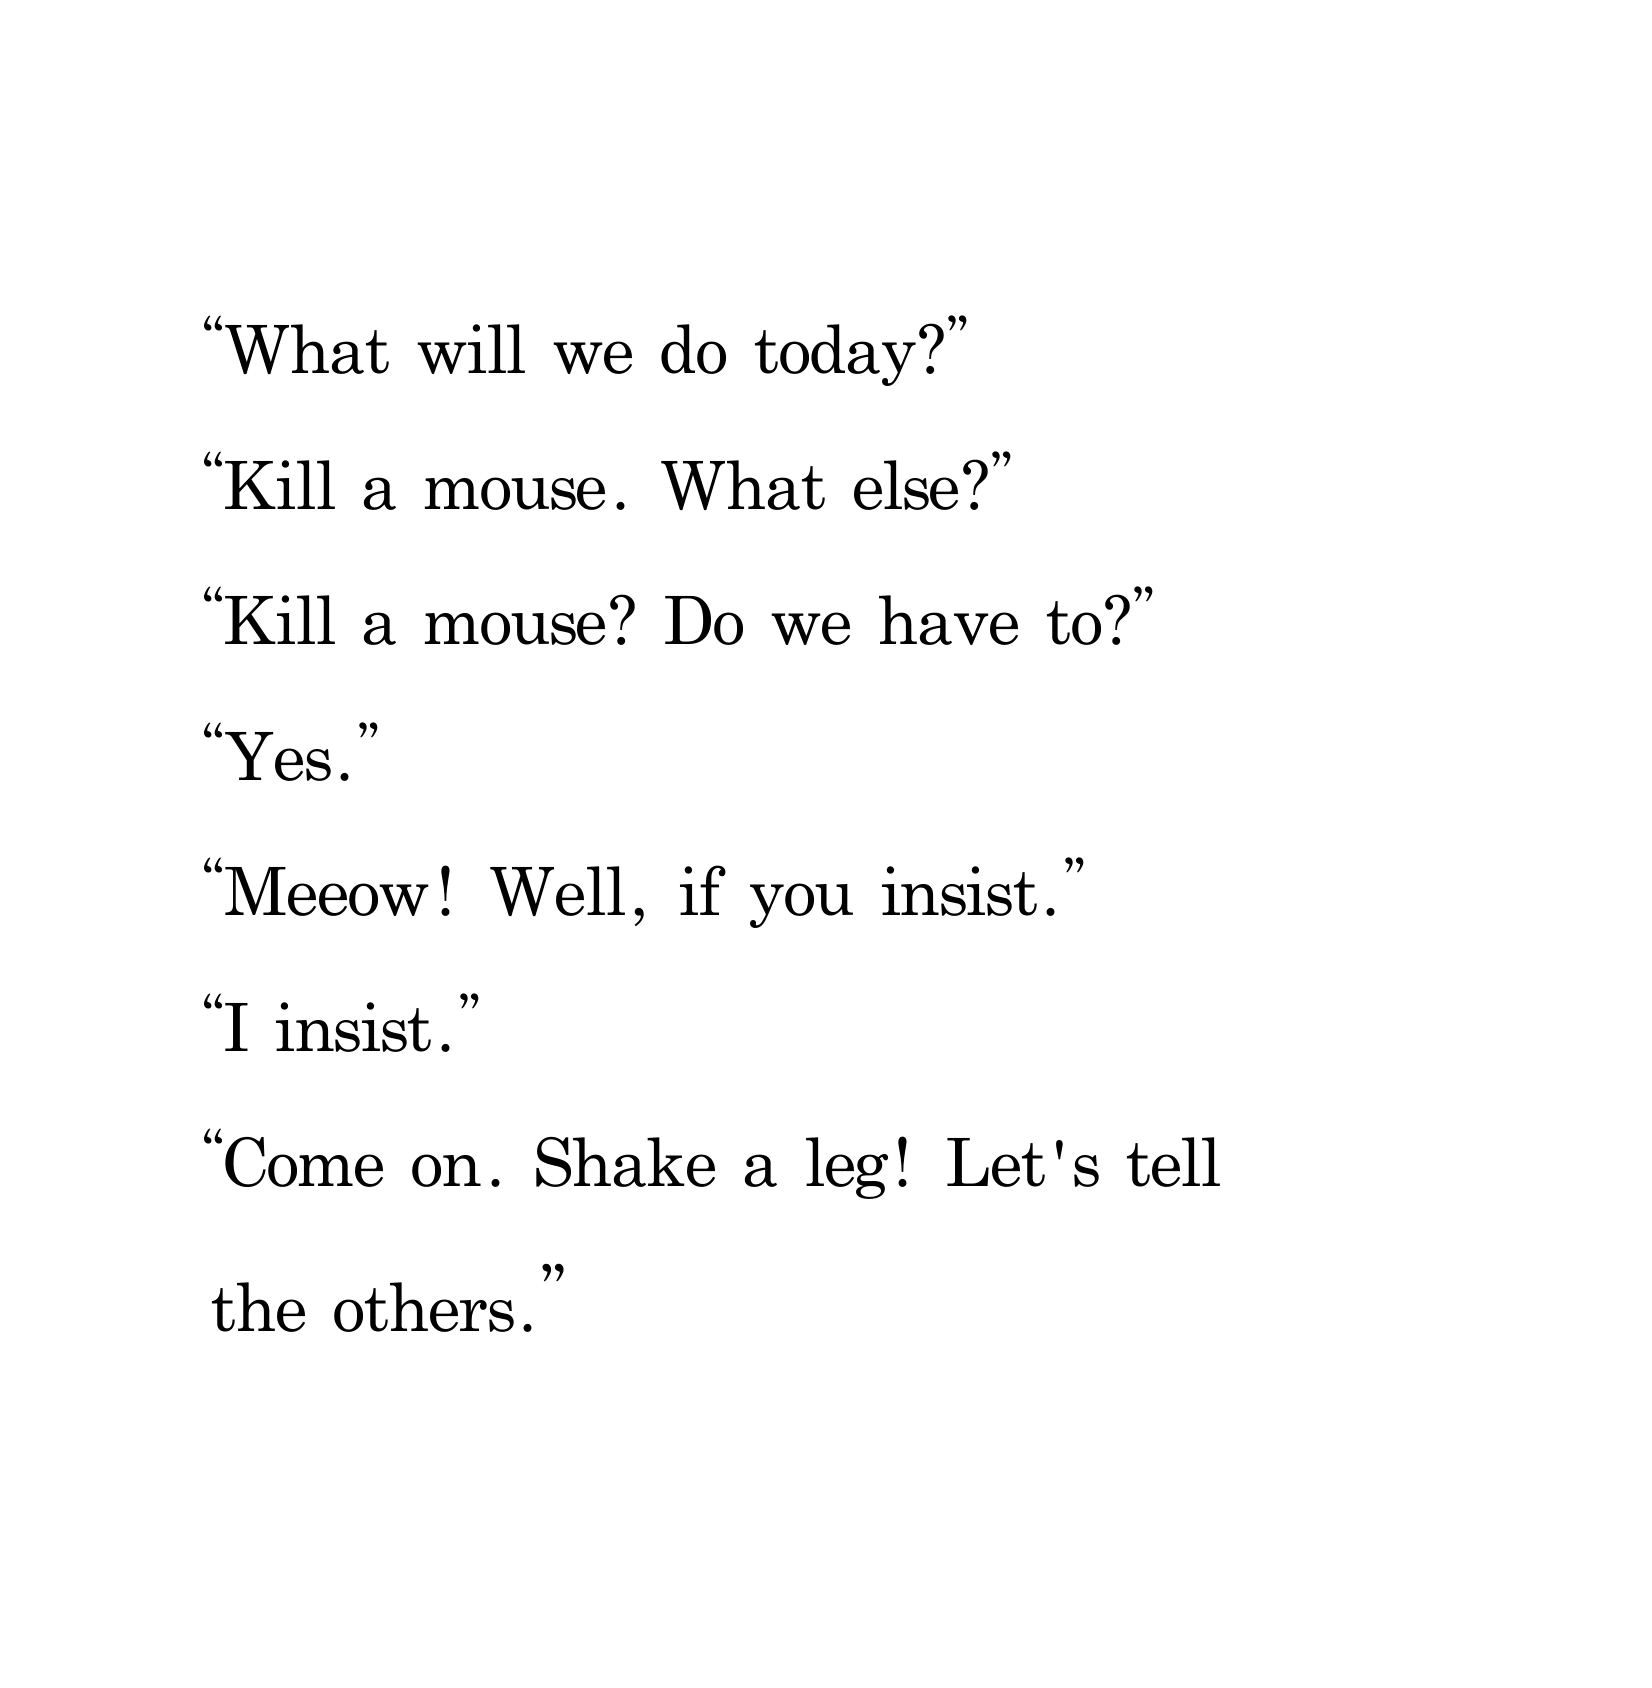 “What will we do today?”
“Kill a mouse. What else?”
“Kill a mouse? Do we have to?”
“Yes.”
“Meeow! Well, if you insist.”
“I insist.”
“Come on. Shake a leg! Let's tell
the others.”